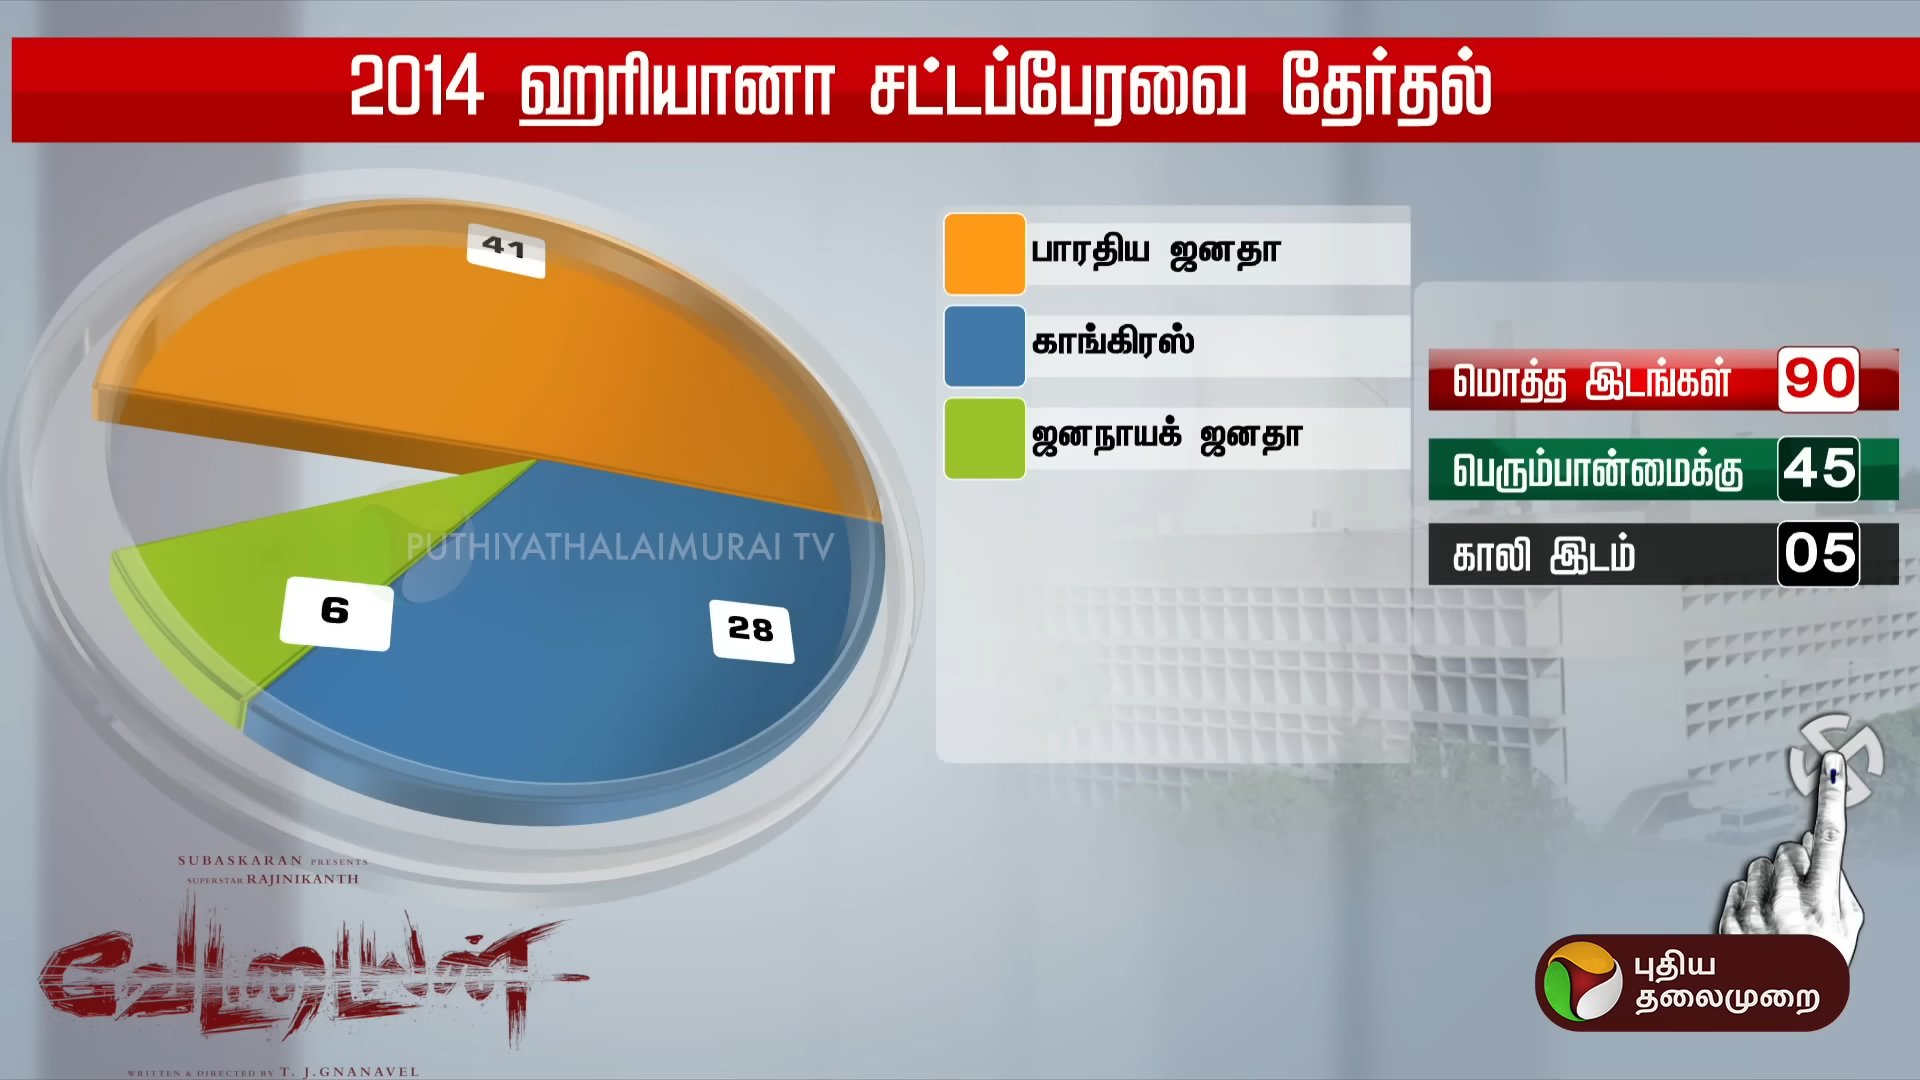 2014 ஹரியானா சட்டப்பேரவை தேர்தல்
41
6
28
PUTHIYATHALAIMURAI TV
பாரதிய ஜனதா
காங்கிரஸ்
ஜனநாயக் ஜனதா
மொத்த இடங்கள் 90
பெரும்பான்மைக்கு 45
காலி இடம் 05
SUBASKARAN PRESENTS
SUPERSTAR RAJINIKANTH
வேட்டையன்
WRITTEN & DIRECTED BY T. J.GNANAVEL
புதிய
தலைமுறை